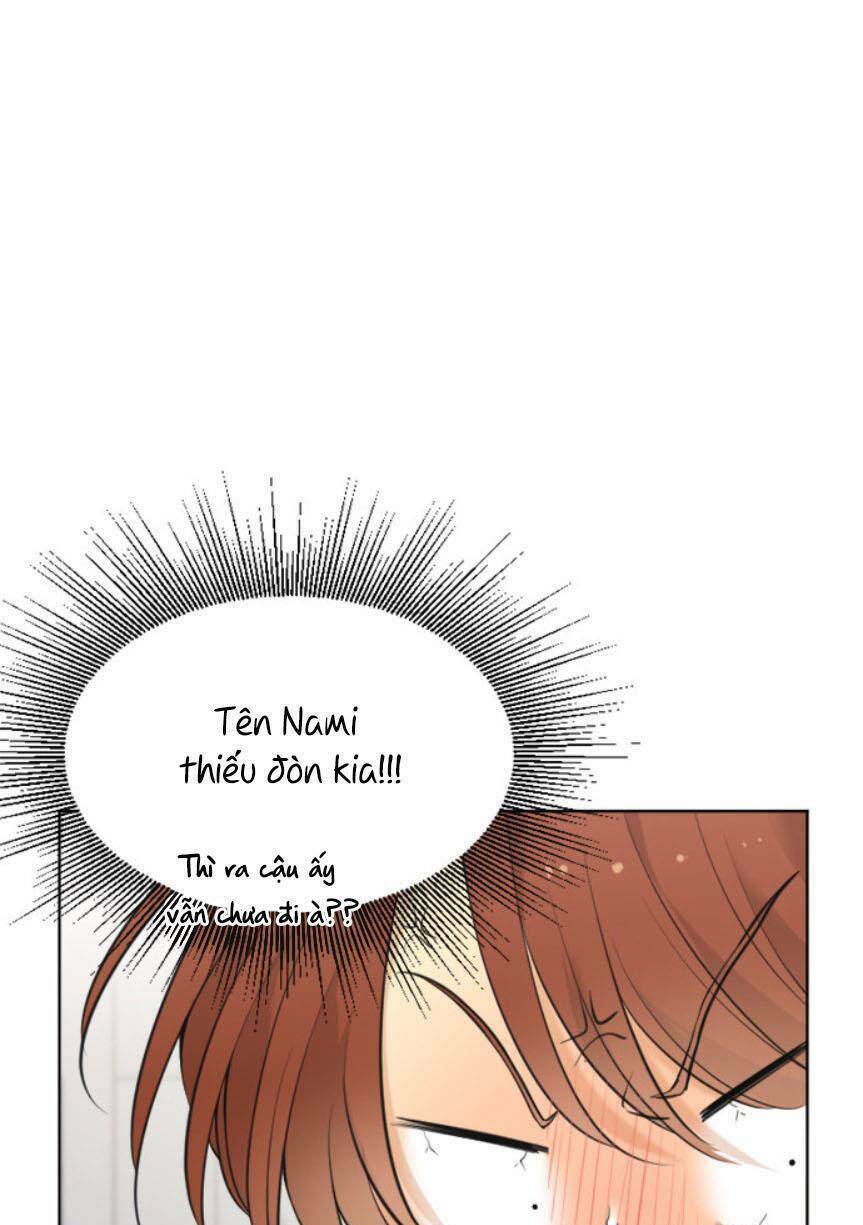 Tên Nami
thiếu đòn kia!!!
Thì ra cậu ấy
vẫn chưa đi à??